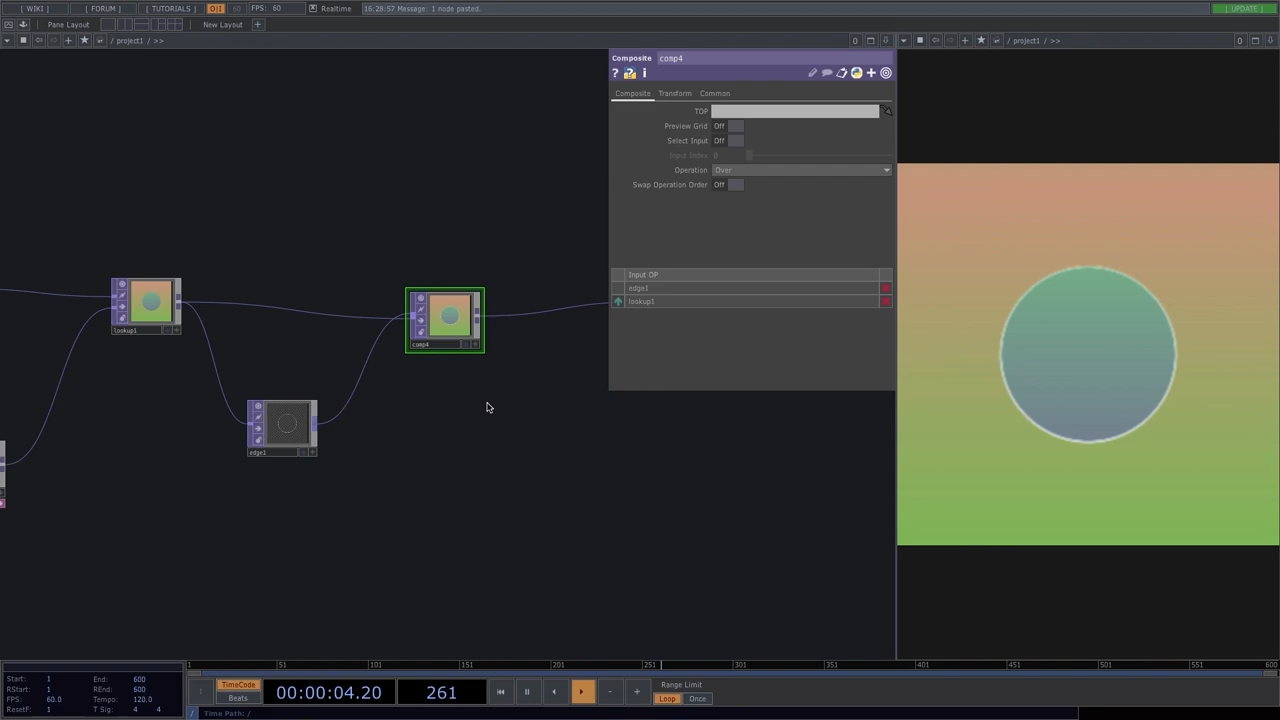 [ WIKI ] [ FORUM ] [ TUTORIALS ] O|I 60 FPS: 60 Realtime 16:28:57 Message: 1 node pasted. [ UPDATE ]
Pane Layout New Layout +
/ project1 / >> 0 / project1 / >> 0
Composite comp4
? ? i
Composite Transform Common
TOP
Preview Grid Off
Select Input Off
Input Index 0
Operation Over
Swap Operation Order Off
Input OP
edge1
lookup1
lookup1
comp4
edge1
1 51 101 151 201 251 301 351 401 451 501 551 600
Start: 1 End: 600
RStart: 1 REnd: 600
FPS: 60.0 Tempo: 120.0
ResetF: 1 T Sig: 4 4
TimeCode
Beats
00:00:04.20 261
- +
Range Limit
Loop Once
/ Time Path: /